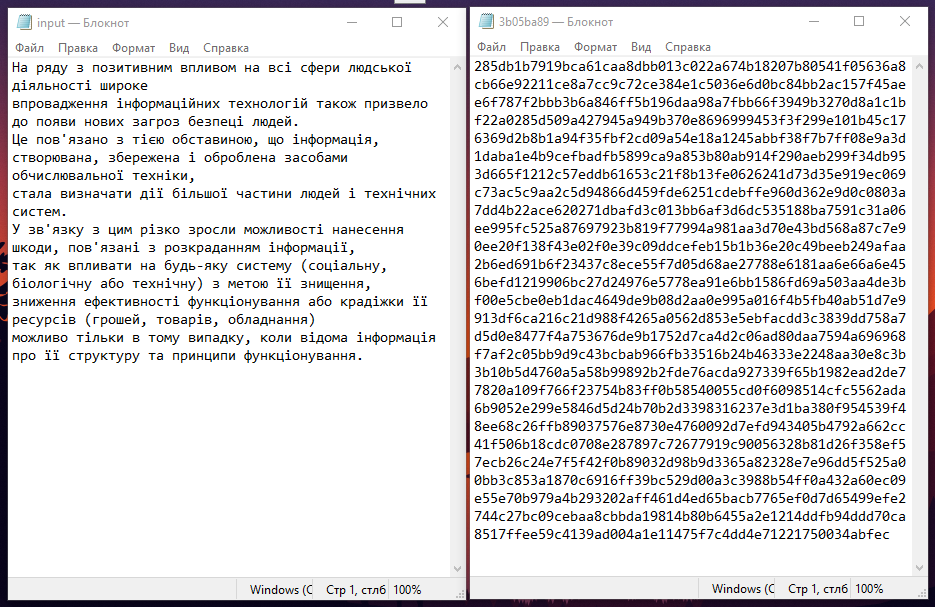 input — Блокнот
Файл Правка Формат Вид Справка
На ряду з позитивним впливом на всі сфери людської
діяльності широке
впровадження інформаційних технологій також призвело
до появи нових загроз безпеці людей.
Це пов'язано з тією обставиною, що інформація,
створювана, збережена і оброблена засобами
обчислювальної техніки,
стала визначати дії більшої частини людей і технічних
систем.
У зв'язку з цим різко зросли можливості нанесення
шкоди, пов'язані з розкраданням інформації,
так як впливати на будь-яку систему (соціальну,
біологічну або технічну) з метою її знищення,
зниження ефективності функціонування або крадіжки її
ресурсів (грошей, товарів, обладнання)
можливо тільки в тому випадку, коли відома інформація
про її структуру та принципи функціонування.
Windows (C Стр 1, стлб 100%
3b05ba89 — Блокнот
Файл Правка Формат Вид Справка
285db1b7919bca61caa8dbb013c022a674b18207b80541f05636a8
cb66e92211ce8a7cc9c72ce384e1c5036e6d0bc84bb2ac157f45ae
e6f787f2bbb3b6a846ff5b196daa98a7fbb66f3949b3270d8a1c1b
f22a0285d509a427945a949b370e8696999453f3f299e101b45c17
6369d2b8b1a94f35fbf2cd09a54e18a1245abbf38f7b7ff08e9a3d
1daba1e4b9cefbadfb5899ca9a853b80ab914f290aeb299f34db95
3d665f1212c57eddb61653c21f8b13fe0626241d73d35e919ec069
c73ac5c9aa2c5d94866d459fde6251cdebffe960d362e9d0c0803a
7dd4b22ace620271dbafd3c013bb6af3d6dc535188ba7591c31a06
ee995fc525a87697923b819f77994a981aa3d70e43bd568a87c7e9
0ee20f138f43e02f0e39c09ddcefeb15b1b36e20c49beeb249afaa
2b6ed691b6f23437c8ece55f7d05d68ae27788e6181aa6e66a6e45
6befd1219906bc27d24976e5778ea91e6bb1586fd69a503aa4de3b
f00e5cbe0eb1dac4649de9b08d2aa0e995a016f4b5fb40ab51d7e9
913df6ca216c21d988f4265a0562d853e5ebfacdd3c3839dd758a7
d5d0e8477f4a753676de9b1752d7ca4d2c06ad80daa7594a696968
f7af2c05bb9d9c43bcbab966fb33516b24b46333e2248aa30e8c3b
3b10b5d4760a5a58b99892b2fde76acda927339f65b1982ead2de7
7820a109f766f23754b83ff0b58540055cd0f6098514cfc5562ada
6b9052e299e5846d5d24b70b2d3398316237e3d1ba380f954539f4
8ee68c26ffb89037576e8730e4760092d7efd943405b4792a662cc
41f506b18cdc0708e287897c72677919c90056328b81d26f358ef5
7ecb26c24e7f5f42f0b89032d98b9d3365a82328e7e96dd5f525a0
0bb3c853a1870c6916ff39bc529d00a3c3988b54ff0a432a60ec09
e55e70b979a4b293202aff461d4ed65bacb7765ef0d7d65499efe2
744c27bc09cebaa8cbbda19814b80b6455a2e1214ddfb94ddd70ca
8517ffee59c4139ad004a1e11475f7c4dd4e71221750034abfec
Windows (C Стр 1, стлб 100%